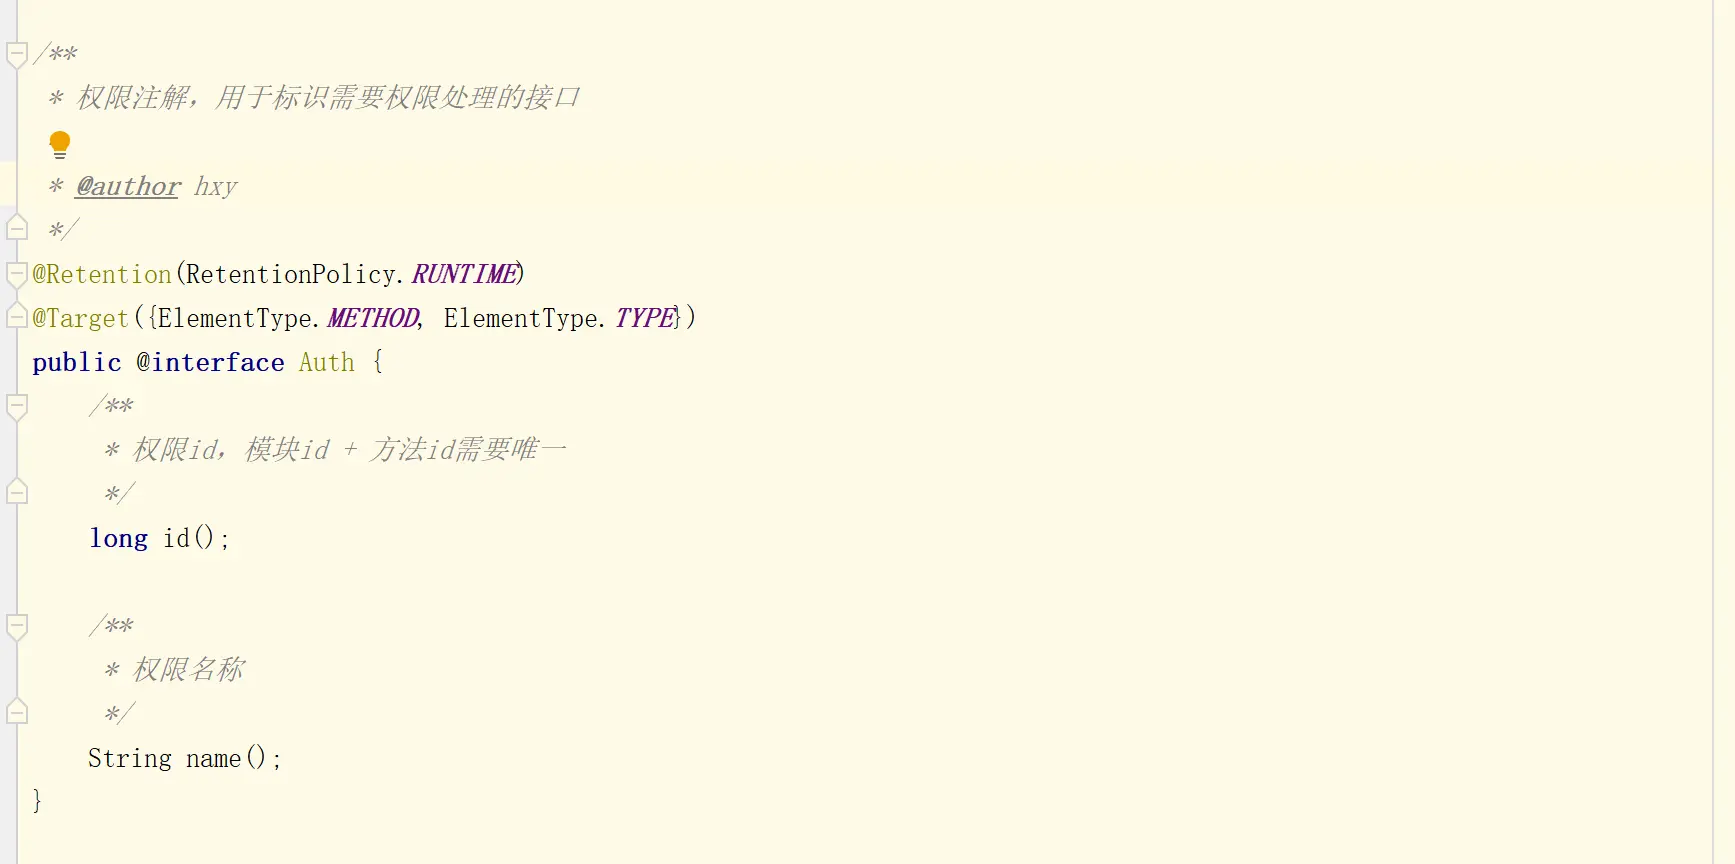 /**
 * 权限注解，用于标识需要权限处理的接口
 * @author hxy
 */
@Retention(RetentionPolicy.RUNTIME)
@Target({ElementType.METHOD, ElementType.TYPE})
public @interface Auth {
    /**
     * 权限id，模块id + 方法id需要唯一
     */
    long id();

    /**
     * 权限名称
     */
    String name();
}